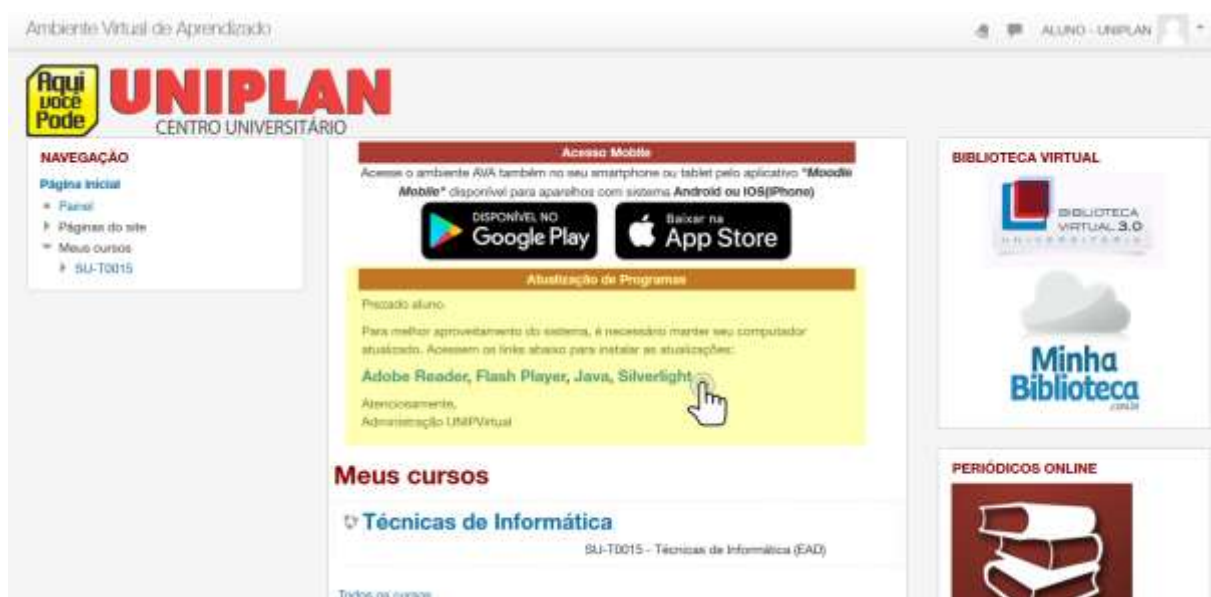 Ambiente Virtual de Aprendizado
ALUNO - UNIPLAN
Aqui
você
Pode
UNIPLAN
CENTRO UNIVERSITÁRIO
NAVEGAÇÃO
Página inicial
Painel
Páginas do site
Meus cursos
SU-T0015
Acesso Mobile
Acesse o ambiente AVA também no seu smartphone ou tablet pelo aplicativo "Moodle
Mobile" disponível para aparelhos com sistema Android ou IOS(iPhone)
DISPONÍVEL NO
Google Play
Baixar na
App Store
Atualização de Programas
Prezado aluno
Para melhor aproveitamento do sistema, é necessário manter seu computador
atualizado. Acessem os links abaixo para instalar as atualizações:
Adobe Reader, Flash Player, Java, Silverlight
Atenciosamente,
Administração UNIPVirtual
Meus cursos
Técnicas de Informática
SU-T0015 - Técnicas de Informática (EAD)
Todos os cursos
BIBLIOTECA VIRTUAL
BIBLIOTECA
VIRTUAL 3.0
UNIVERSITÁRIA
Minha
Biblioteca
.com.br
PERIÓDICOS ONLINE